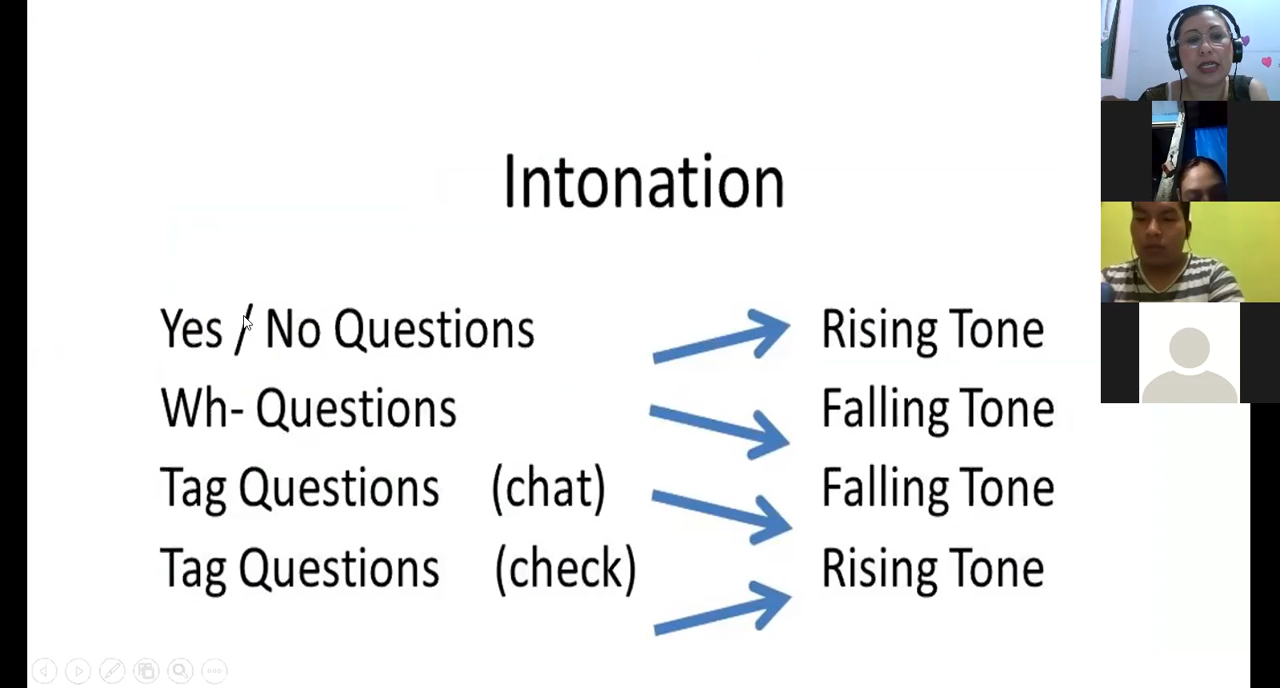 Intonation
Yes / No Questions Rising Tone
Wh- Questions Falling Tone
Tag Questions (chat) Falling Tone
Tag Questions (check) Rising Tone